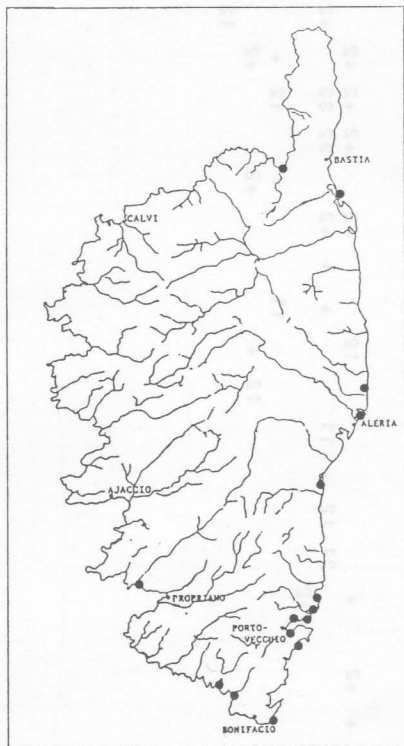 BASTIA
CALVI
ALERIA
AJACCIO
PROPRIANO
PORTO-
VECCHIO
BONIFACIO